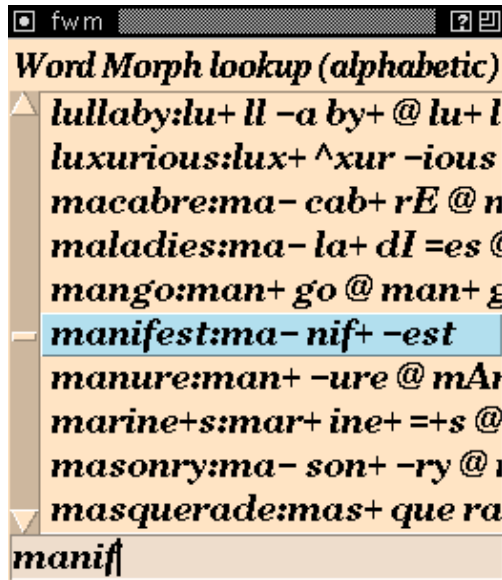 fwm
Word Morph lookup (alphabetic)
lullaby:lu+ ll −a by+ @ lu+ l
luxurious:lux+ ^xur −ious
macabre:ma− cab+ rE @ m
maladies:ma− la+ dI =es @
mango:man+ go @ man+ g
manifest:ma− nif+ −est
manure:man+ −ure @ mAn
marine+s:mar+ ine+ =+s @
masonry:ma− son+ −ry @
masquerade:mas+ que ra
manif